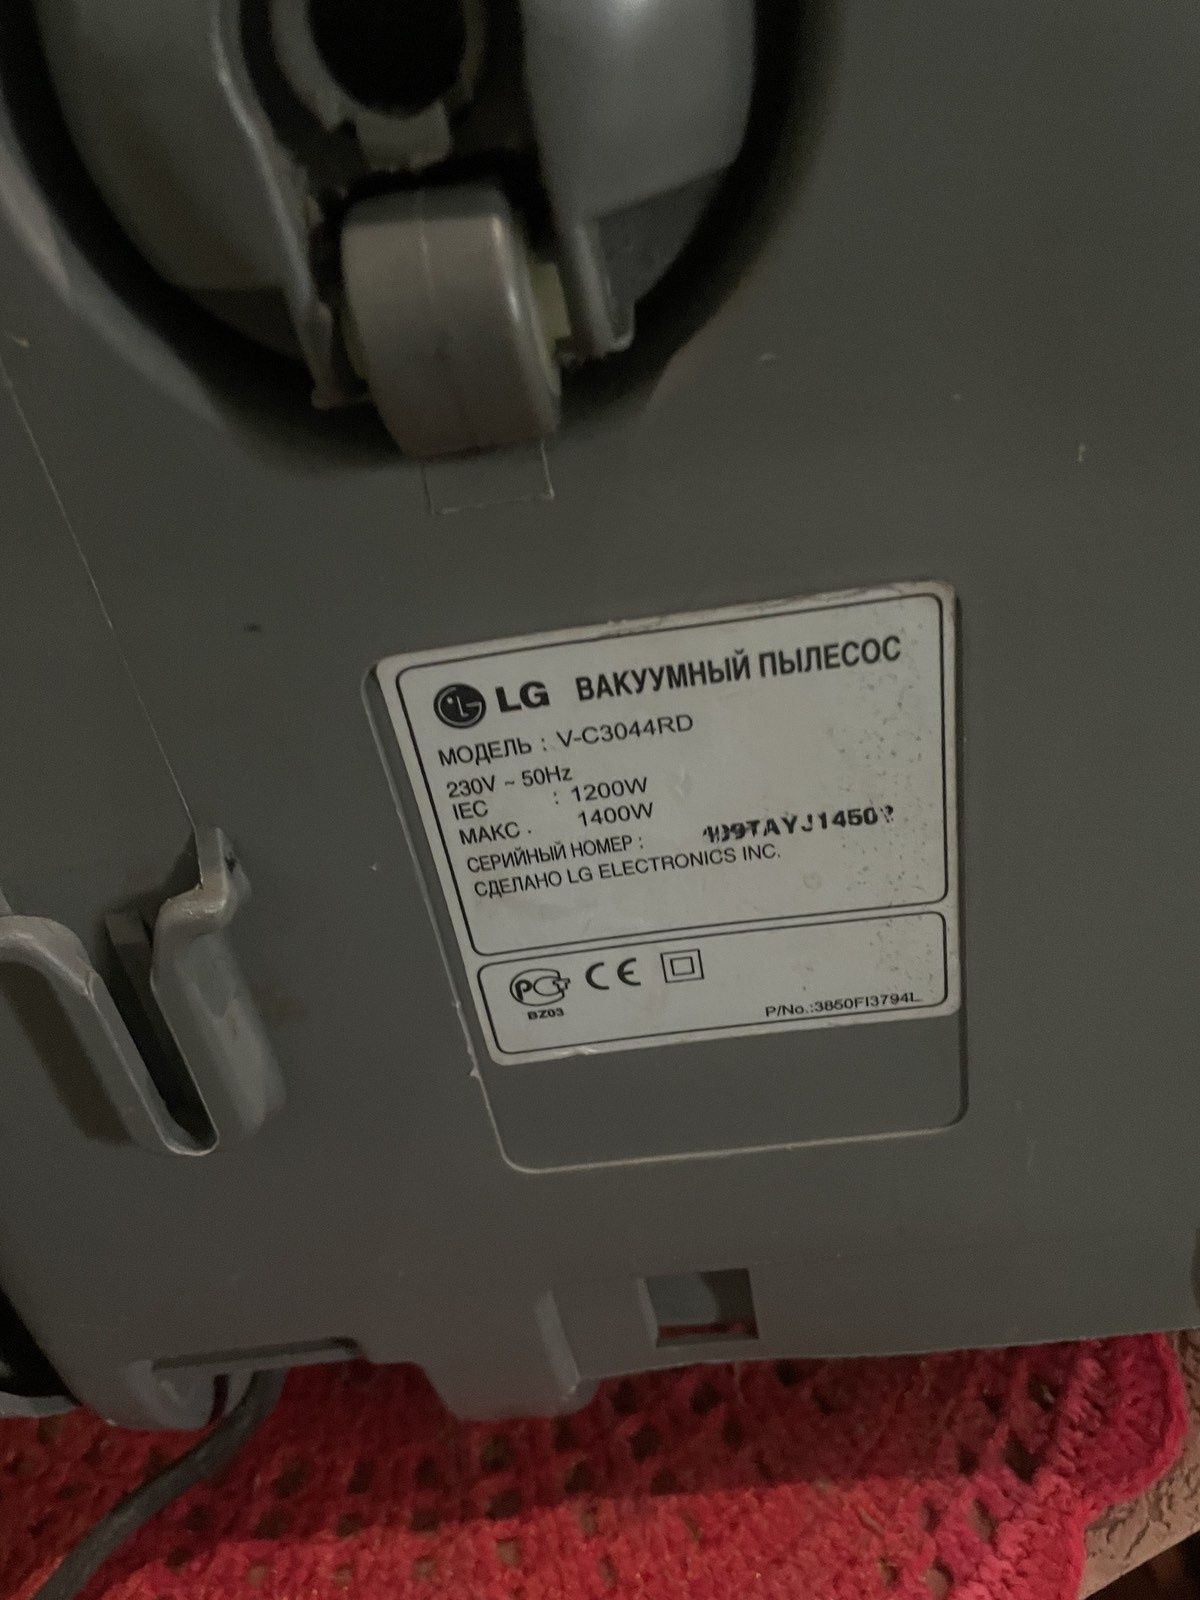 LG ВАКУУМНЫЙ ПЫЛЕСОС
МОДЕЛЬ : V-C3044RD
230V ~ 50Hz
IEC : 1200W
МАКС . 1400W
СЕРИЙНЫЙ НОМЕР :
СДЕЛАНО LG ELECTRONICS INC.
РС CE
BZ03
P/No.:3850FI3794L